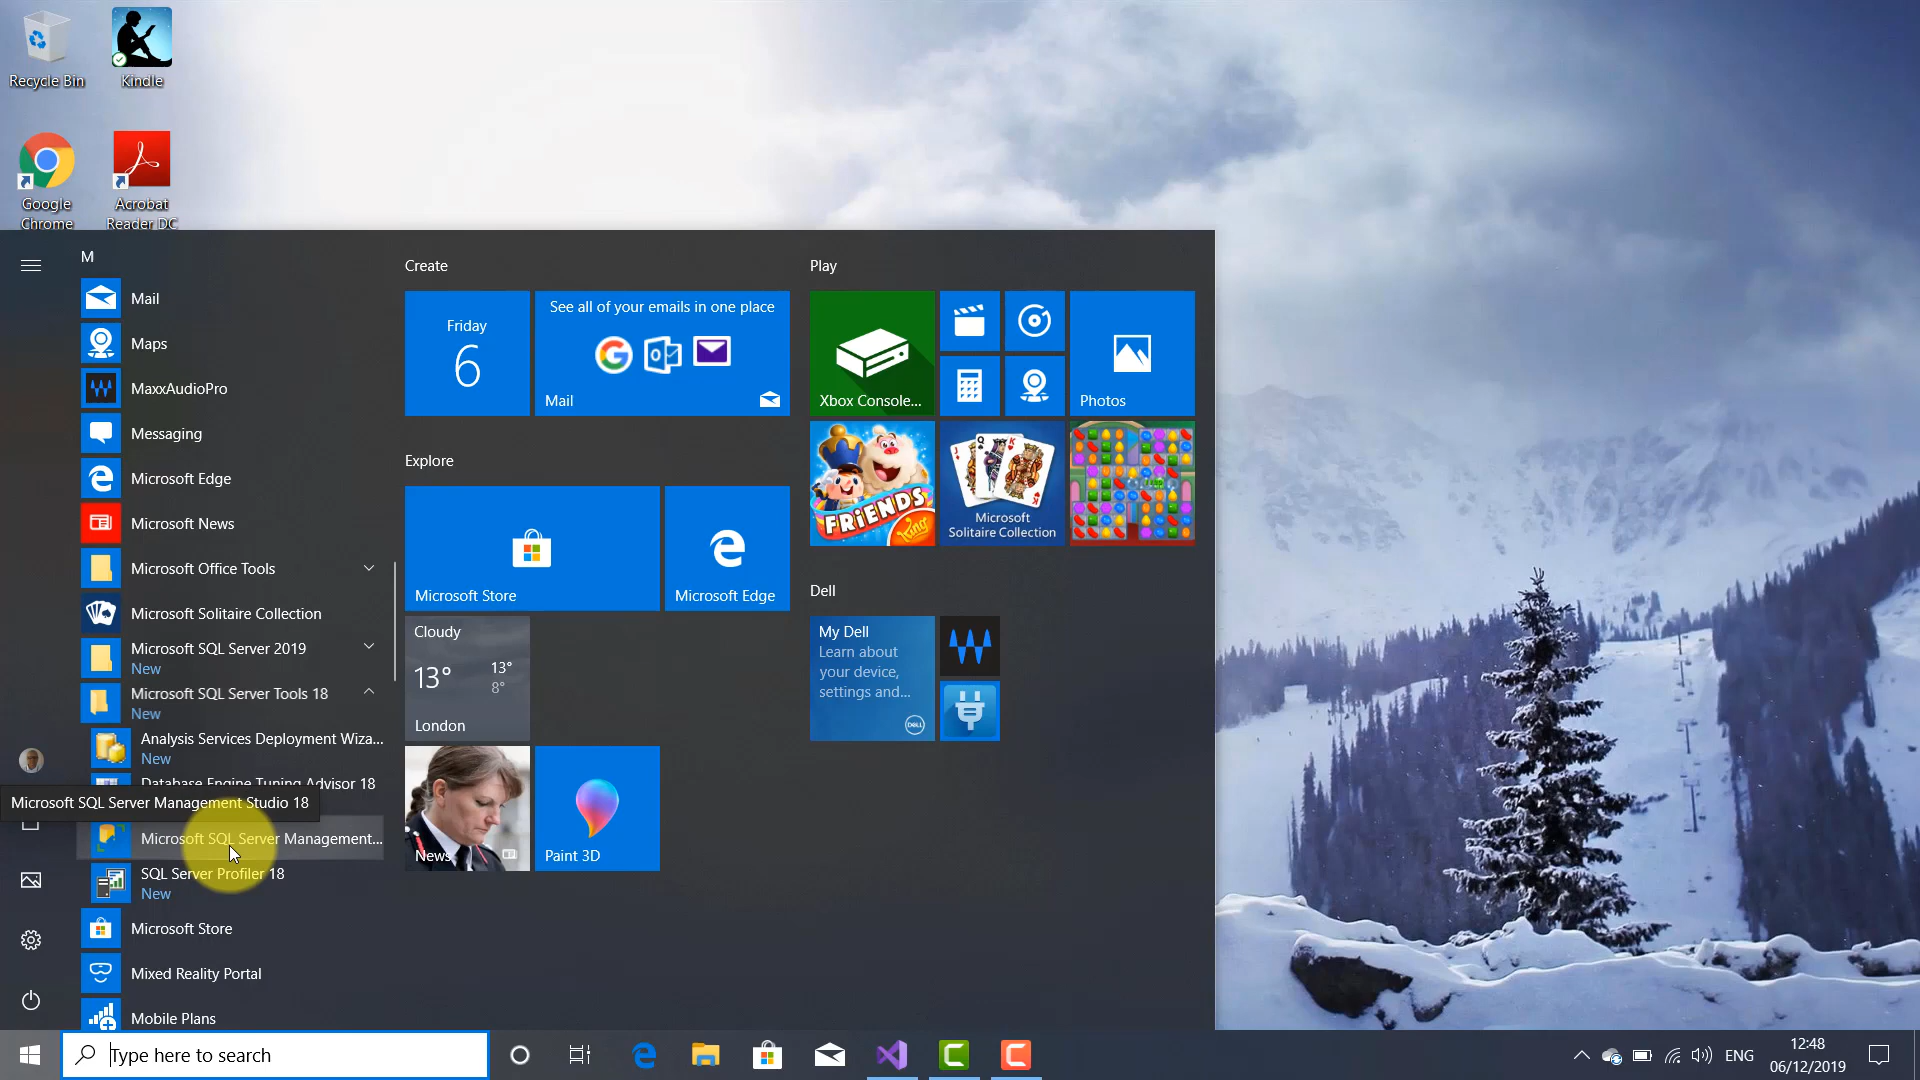 Recycle Bin
Kindle
Google
Chrome
Acrobat
Reader DC
M
Mail
Maps
MaxxAudioPro
Messaging
Microsoft Edge
Microsoft News
Microsoft Office Tools
Microsoft Solitaire Collection
Microsoft SQL Server 2019
New
Microsoft SQL Server Tools 18
New
Analysis Services Deployment Wiza...
New
Database Engine Tuning Advisor 18
Microsoft SQL Server Management Studio 18
Microsoft SQL Server Management...
SQL Server Profiler 18
New
Microsoft Store
Mixed Reality Portal
Mobile Plans
Create
Friday
6
See all of your emails in one place
Mail
Explore
Microsoft Store
Microsoft Edge
Cloudy
13°
13°
8°
London
News
Paint 3D
Play
Xbox Console...
Photos
FRiENDS
King
Microsoft
Solitaire Collection
Dell
My Dell
Learn about
your device,
settings and...
DELL
Type here to search
ENG
12:48
06/12/2019